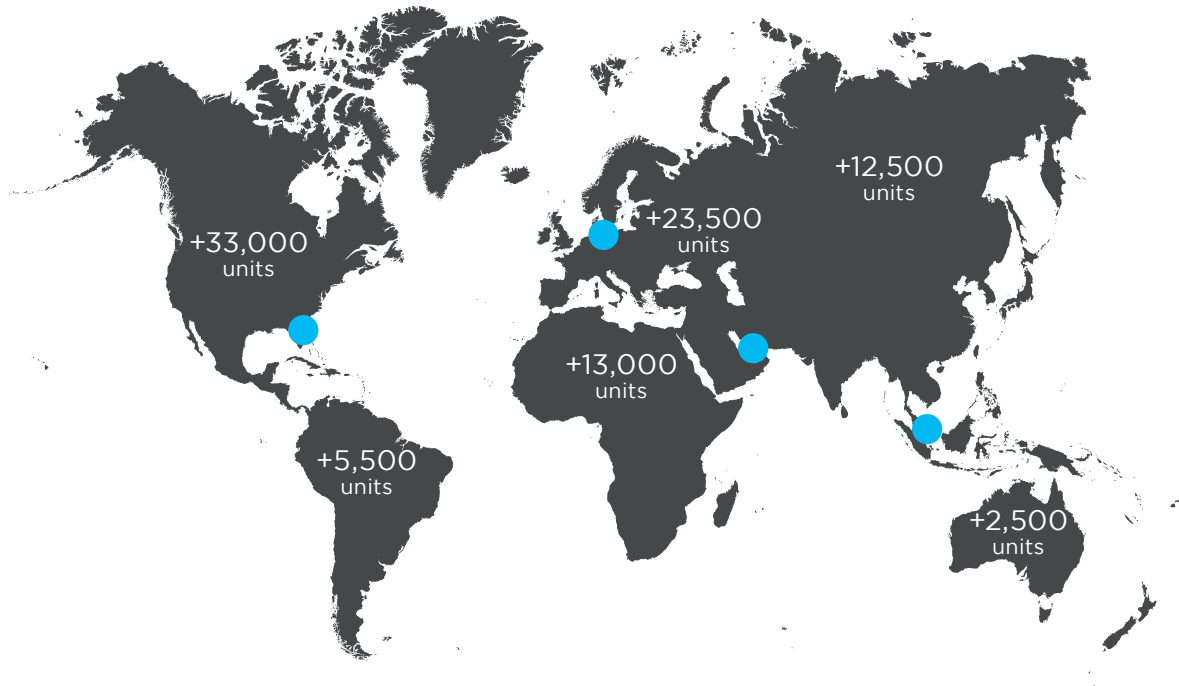 +12,500
units
+23,500
units
+33,000
units
+13,000
units
+5,500
units
+2,500
units